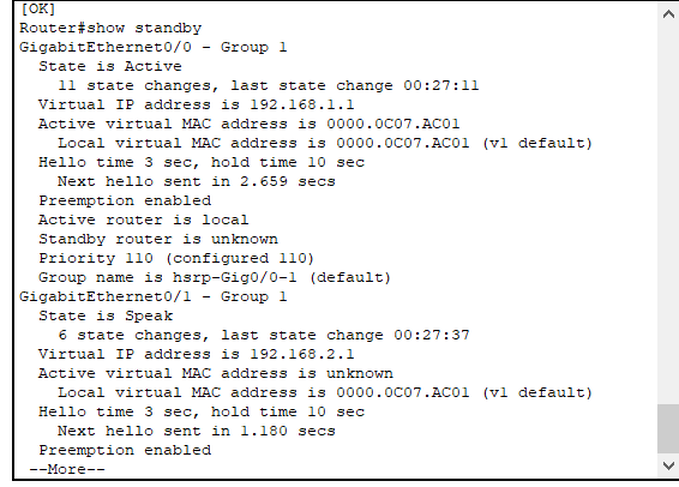 [OK]
Router#show standby
GigabitEthernet0/0 - Group 1
State is Active
11 state changes, last state change 00:27:11
Virtual IP address is 192.168.1.1
Active virtual MAC address is 0000.0C07.AC01
Local virtual MAC address is 0000.0C07.AC01 (v1 default)
Hello time 3 sec, hold time 10 sec
Next hello sent in 2.659 secs
Preemption enabled
Active router is local
Standby router is unknown
Priority 110 (configured 110)
Group name is hsrp-Gig0/0-1 (default)
GigabitEthernet0/1 - Group 1
State is Speak
6 state changes, last state change 00:27:37
Virtual IP address is 192.168.2.1
Active virtual MAC address is unknown
Local virtual MAC address is 0000.0C07.AC01 (v1 default)
Hello time 3 sec, hold time 10 sec
Next hello sent in 1.180 secs
Preemption enabled
--More--